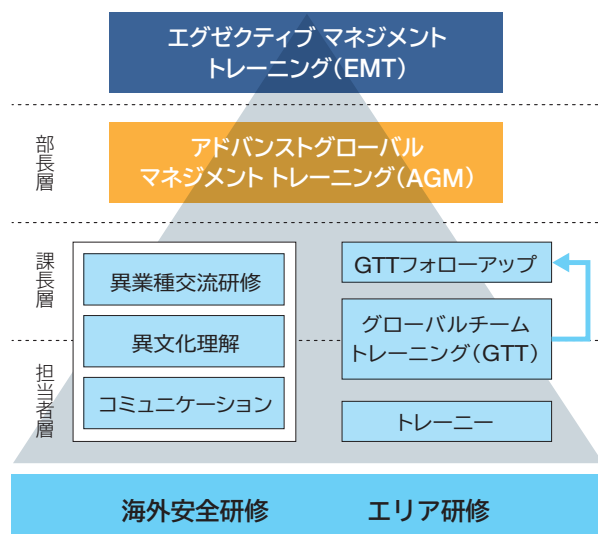 エグゼクティブ マネジメント
トレーニング(EMT)
部長層
アドバンストグローバル
マネジメント トレーニング(AGM)
課長層
異業種交流研修
異文化理解
コミュニケーション
GTTフォローアップ
グローバルチーム
トレーニング(GTT)
担当者層
トレーニー
海外安全研修
エリア研修